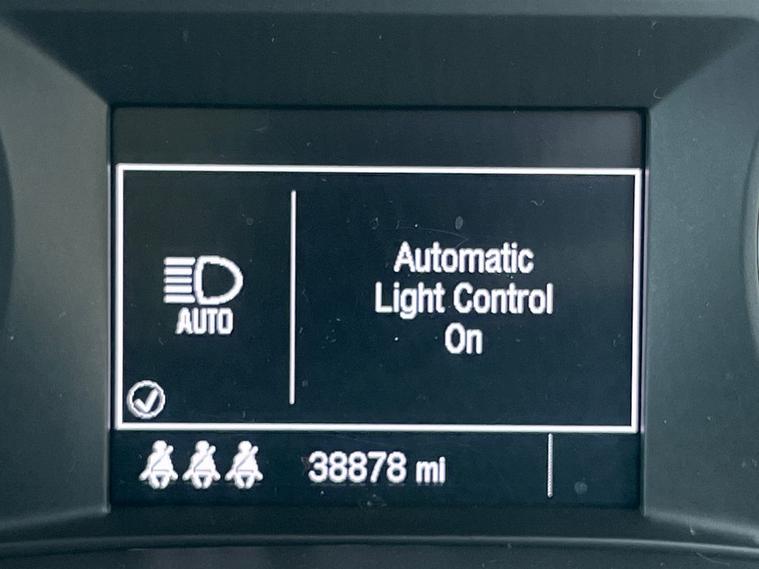 AUTO
Automatic
Light Control
On
38878 mi